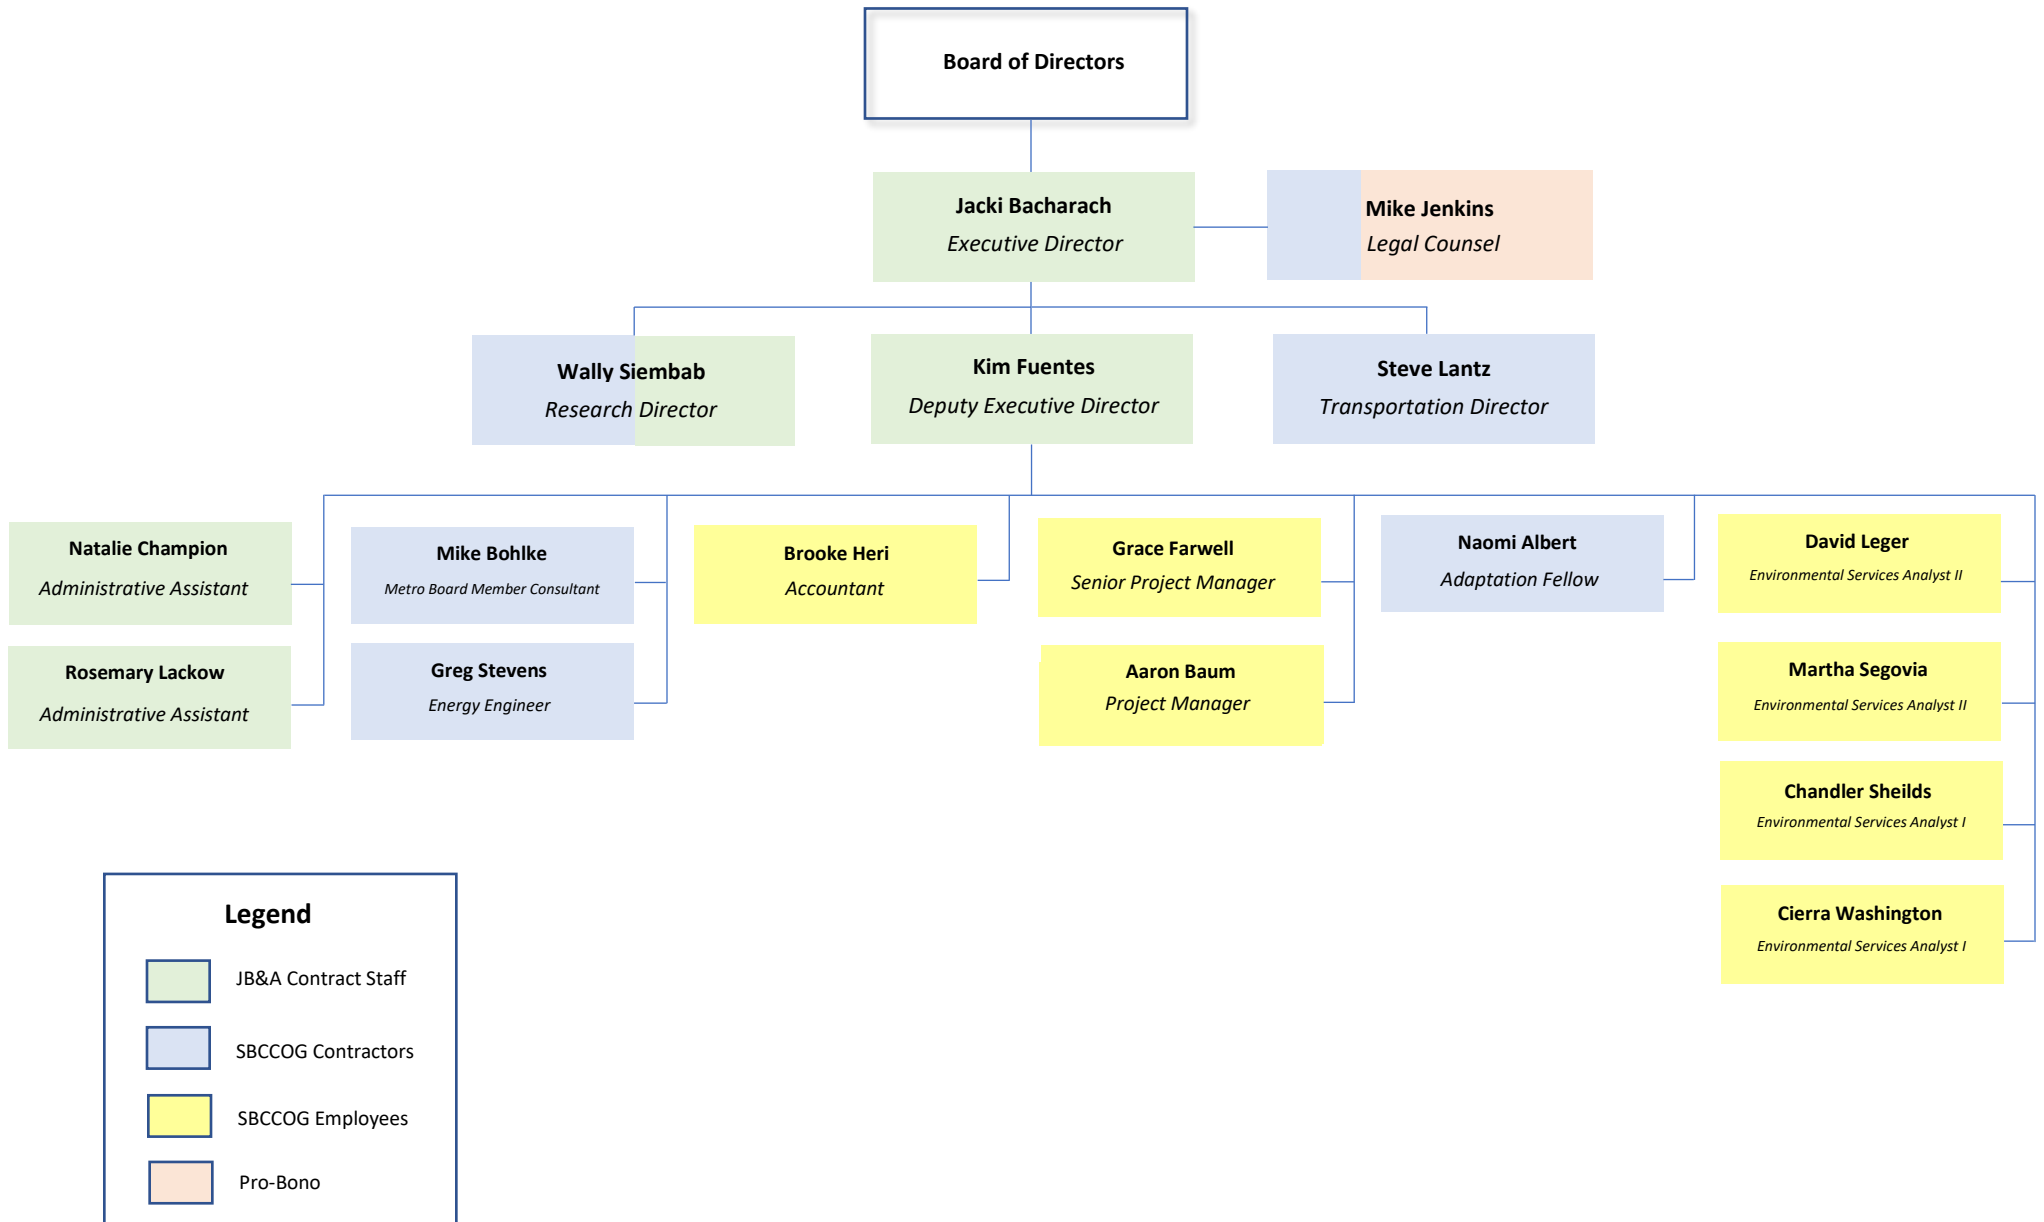 Board of Directors
Jacki Bacharach
Executive Director
Mike Jenkins
Legal Counsel
Wally Siembab
Research Director
Kim Fuentes
Deputy Executive Director
Steve Lantz
Transportation Director
Natalie Champion
Administrative Assistant
Rosemary Lackow
Administrative Assistant
Mike Bohlke
Metro Board Member Consultant
Greg Stevens
Energy Engineer
Brooke Heri
Accountant
Grace Farwell
Senior Project Manager
Aaron Baum
Project Manager
Naomi Albert
Adaptation Fellow
David Leger
Environmental Services Analyst II
Martha Segovia
Environmental Services Analyst II
Chandler Sheilds
Environmental Services Analyst I
Cierra Washington
Environmental Services Analyst I
Legend
JB&A Contract Staff
SBCCOG Contractors
SBCCOG Employees
Pro-Bono